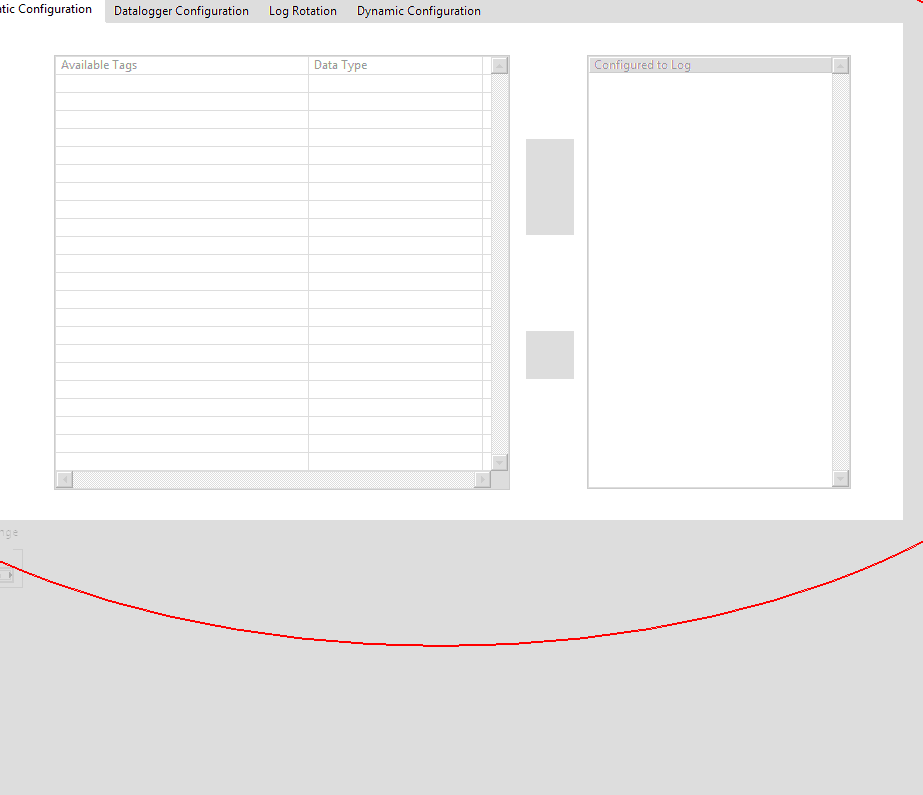 tic Configuration Datalogger Configuration Log Rotation Dynamic Configuration
Available Tags Data Type Configured to Log
nge